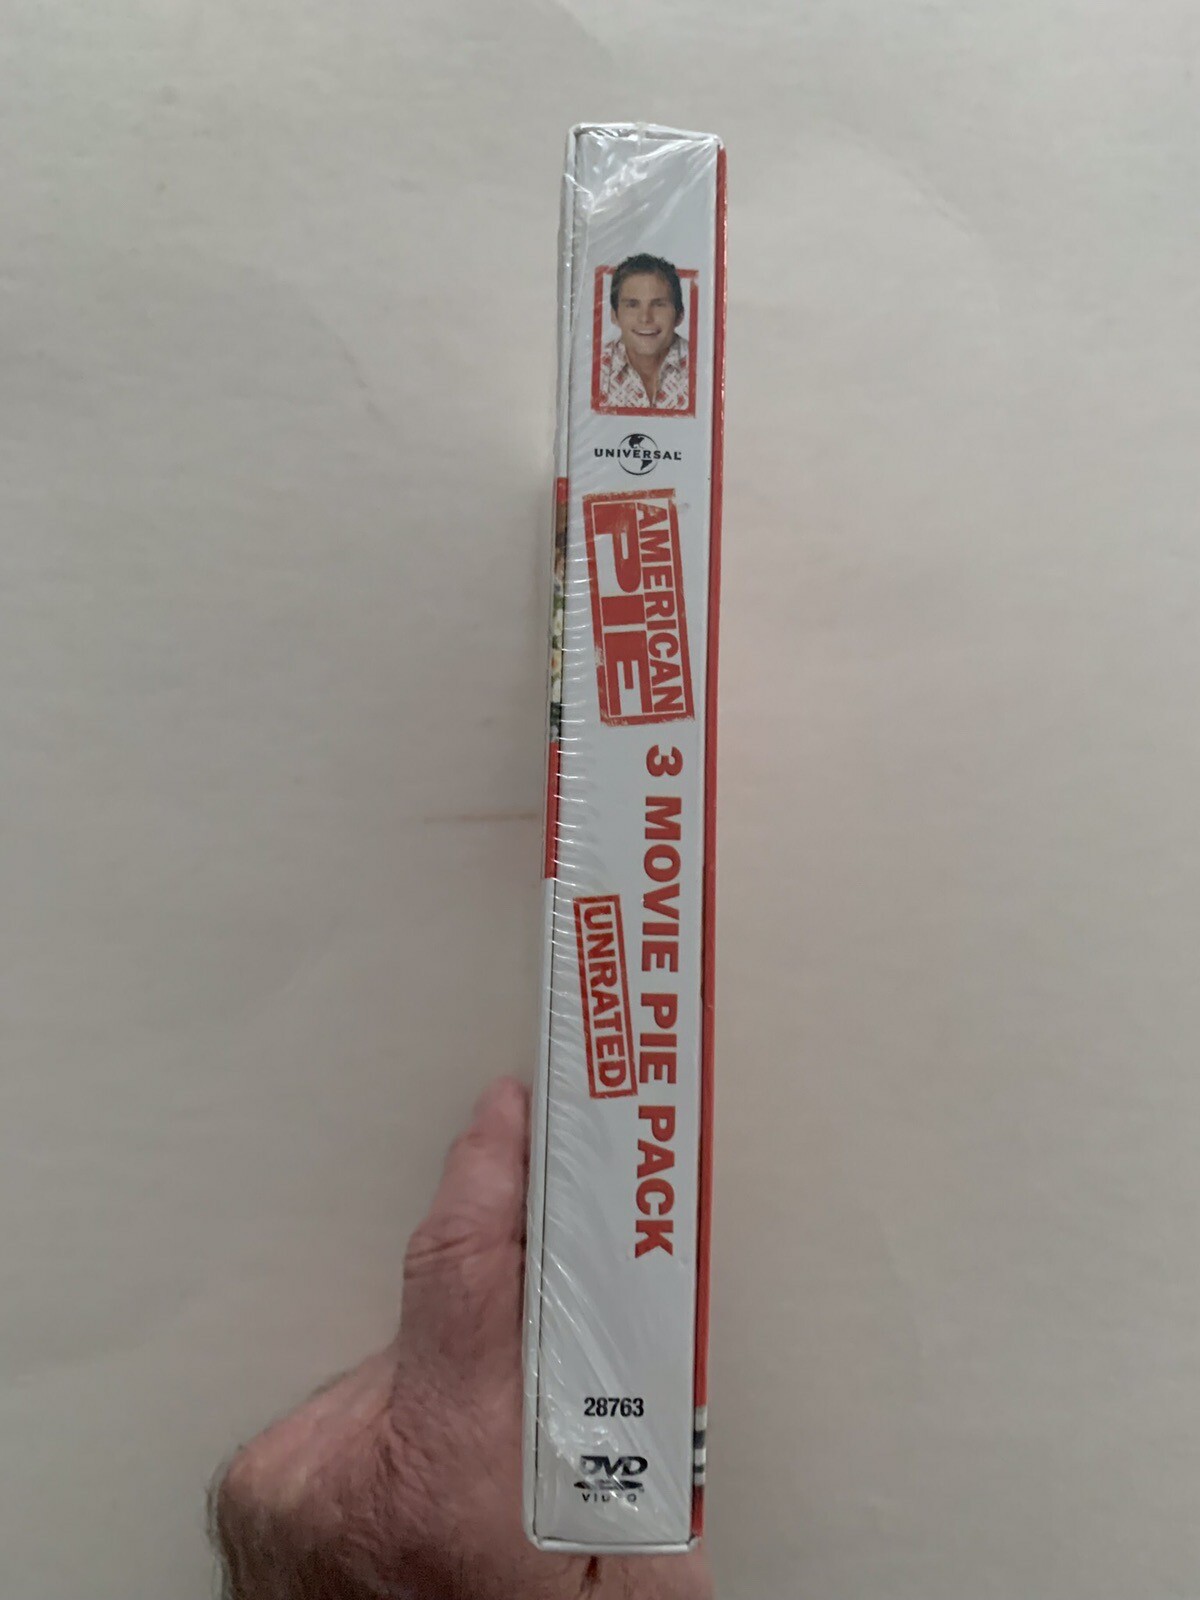 UNIVERSAL
AMERICAN
PIE
3 MOVIE PIE PACK
UNRATED
28763
DVD
VIDEO